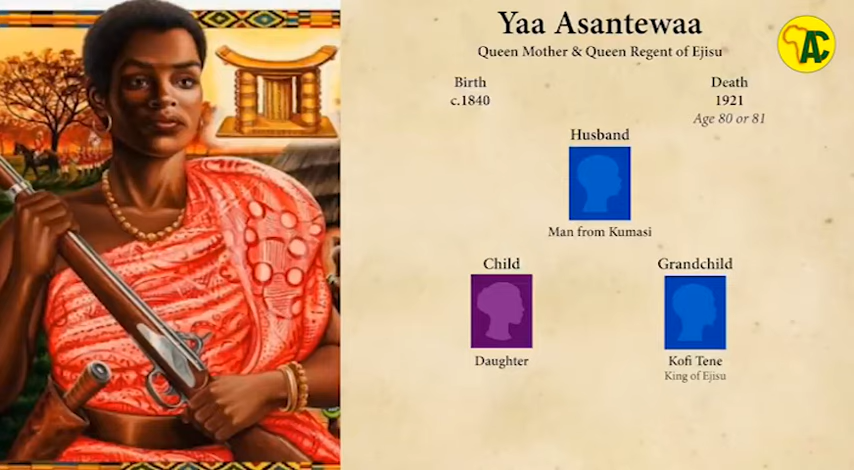 Yaa Asantewaa
Queen Mother & Queen Regent of Ejisu
AC
Birth
c.1840
Death
1921
Age 80 or 81
Husband
Man from Kumasi
Child
Daughter
Grandchild
Kofi Tene
King of Ejisu